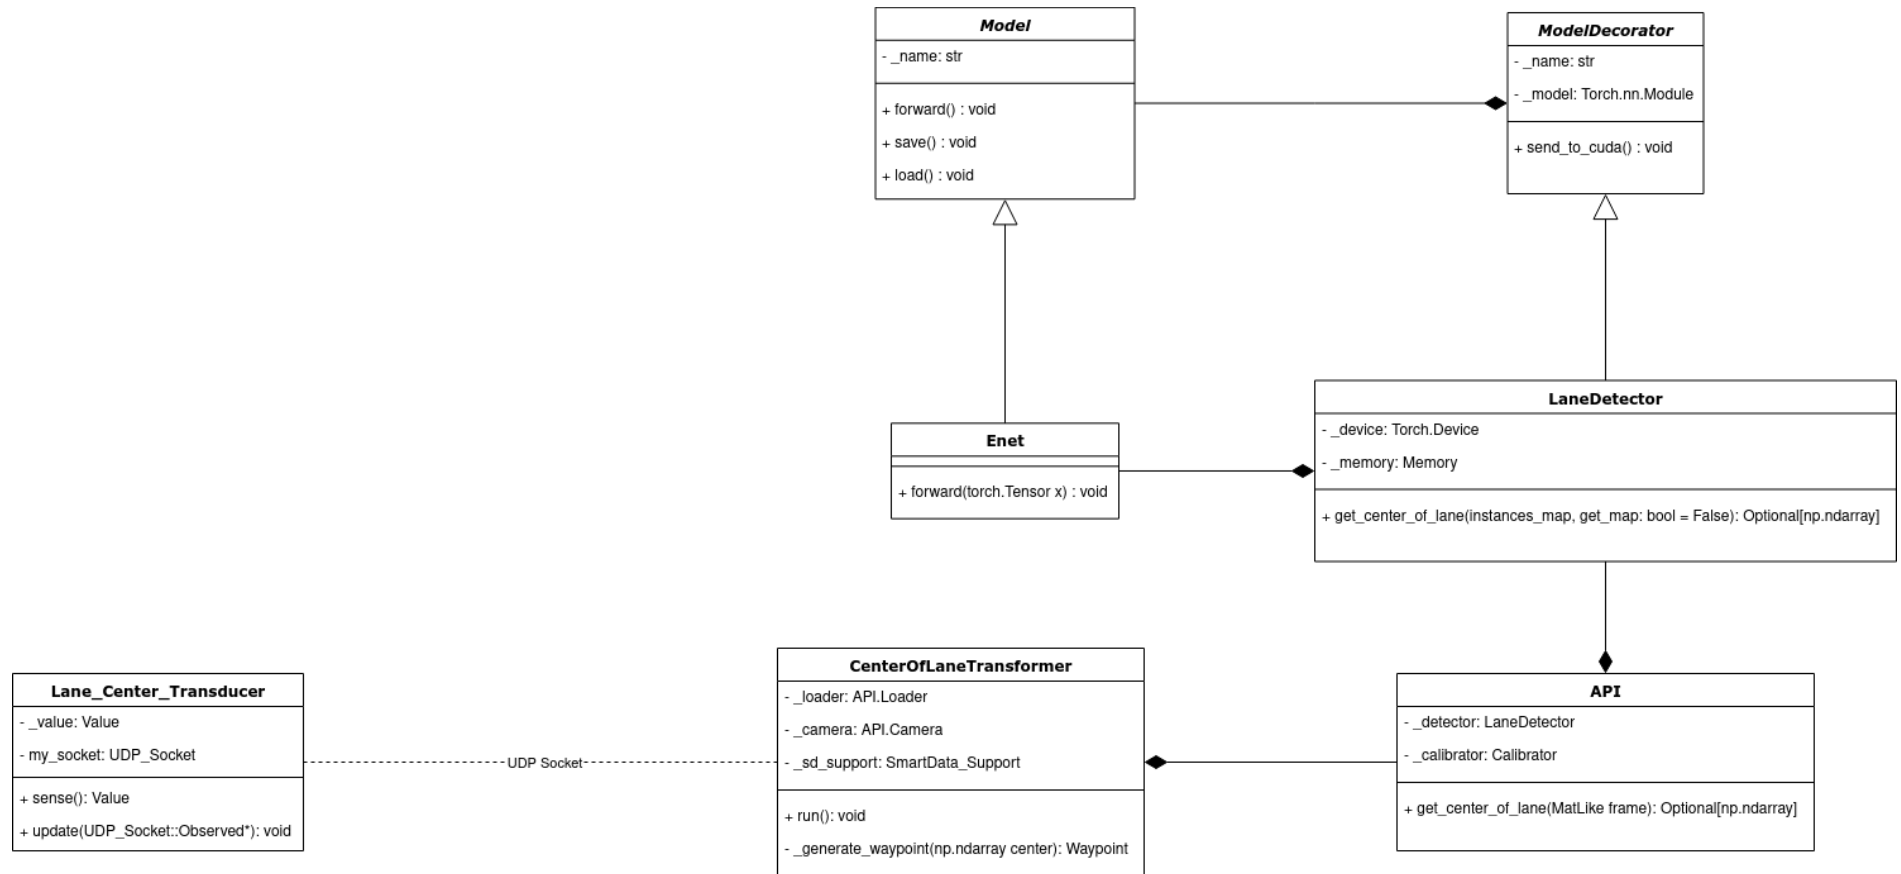 Model
- _name: str
+ forward() : void
+ save() : void
+ load() : void
ModelDecorator
- _name: str
- _model: Torch.nn.Module
+ send_to_cuda() : void
LaneDetector
- _device: Torch.Device
- _memory: Memory
+ get_center_of_lane(instances_map, get_map: bool = False): Optional[np.ndarray]
Enet
+ forward(torch.Tensor x) : void
Lane_Center_Transducer
- _value: Value
- my_socket: UDP_Socket
+ sense(): Value
+ update(UDP_Socket::Observed*): void
UDP Socket
CenterOfLaneTransformer
- _loader: API.Loader
- _camera: API.Camera
- _sd_support: SmartData_Support
+ run(): void
- _generate_waypoint(np.ndarray center): Waypoint
API
- _detector: LaneDetector
- _calibrator: Calibrator
+ get_center_of_lane(MatLike frame): Optional[np.ndarray]